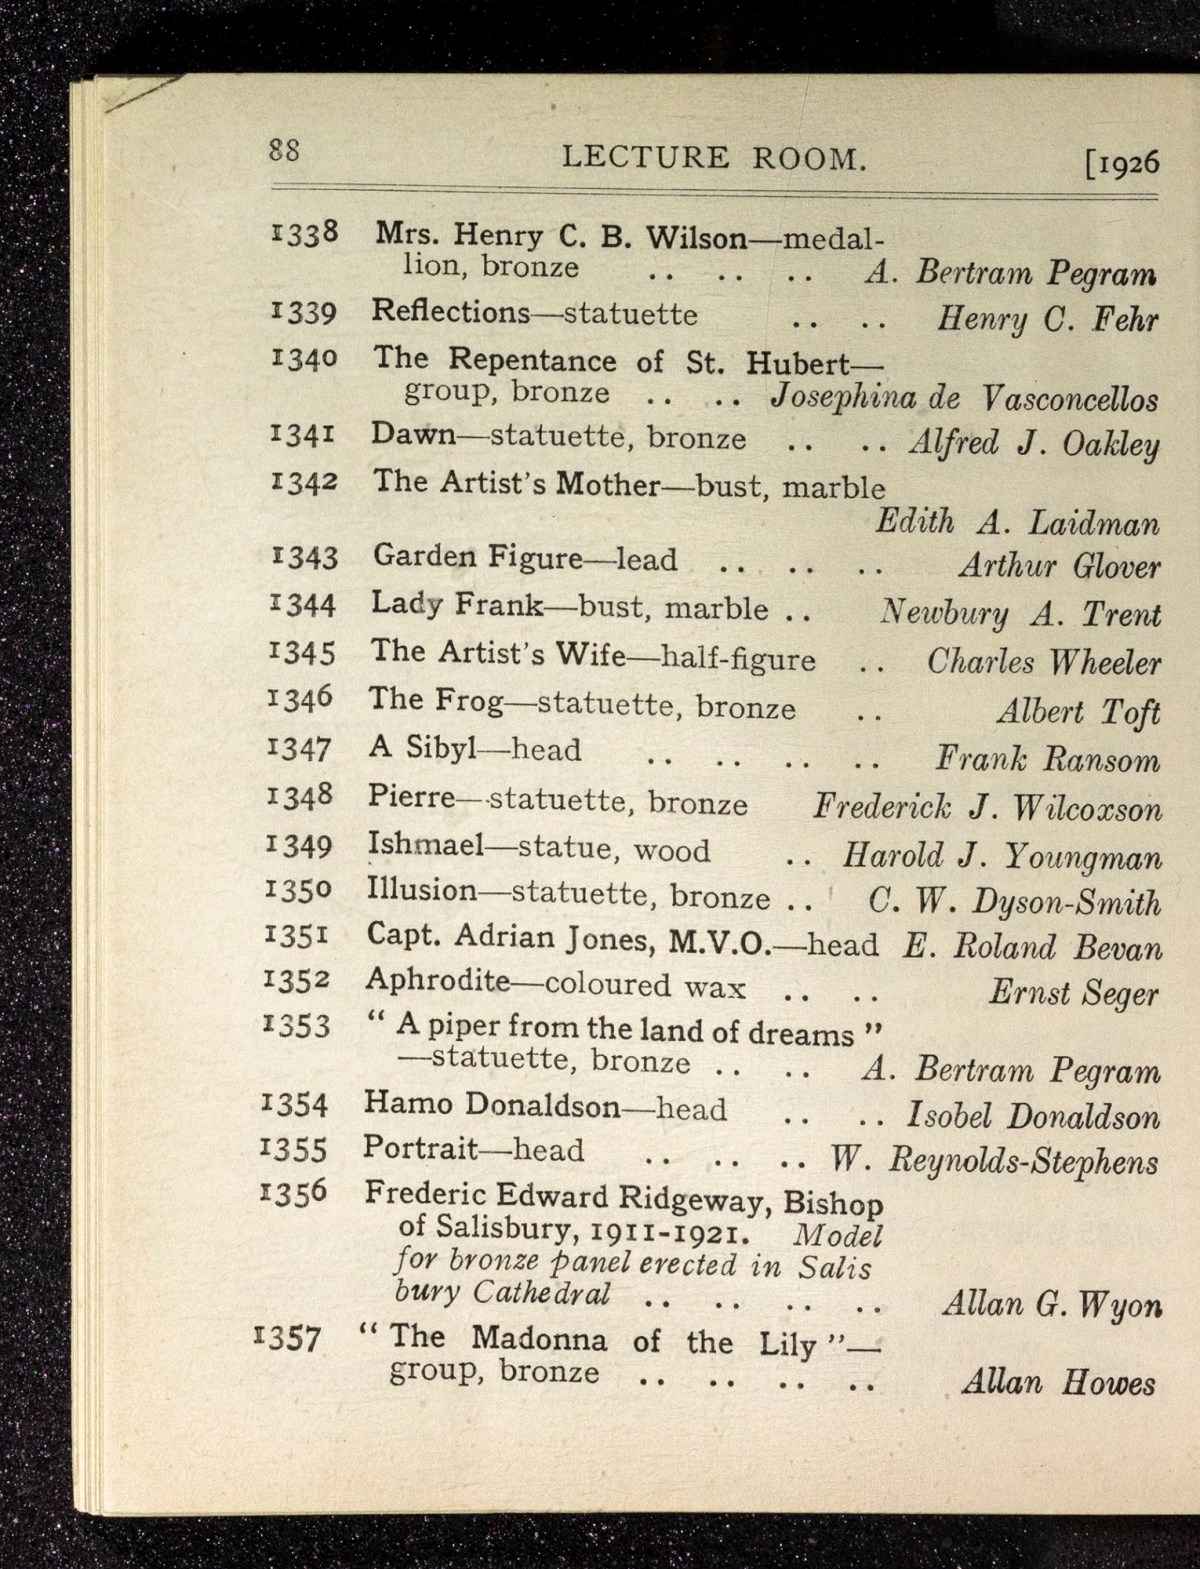 88 LECTURE ROOM. [1926
1338 Mrs. Henry C. B. Wilson—medal-
lion, bronze .. .. .. A. Bertram Pegram
1339 Reflections—statuette .. .. Henry C. Fehr
1340 The Repentance of St. Hubert—
group, bronze .. .. Josephina de Vasconcellos
1341 Dawn—statuette, bronze .. .. Alfred J. Oakley
1342 The Artist's Mother—bust, marble
Edith A. Laidman
1343 Garden Figure—lead .. .. .. Arthur Glover
1344 Lady Frank—bust, marble .. Newbury A. Trent
1345 The Artist's Wife—half-figure .. Charles Wheeler
1346 The Frog—statuette, bronze .. Albert Toft
1347 A Sibyl—head .. .. .. .. Frank Ransom
1348 Pierre—statuette, bronze Frederick J. Wilcoxson
1349 Ishmael—statue, wood .. Harold J. Youngman
1350 Illusion—statuette, bronze .. C. W. Dyson-Smith
1351 Capt. Adrian Jones, M.V.O.—head E. Roland Bevan
1352 Aphrodite—coloured wax .. .. Ernst Seger
1353 “ A piper from the land of dreams ”
—statuette, bronze .. .. A. Bertram Pegram
1354 Hamo Donaldson—head .. .. Isobel Donaldson
1355 Portrait—head .. .. .. W. Reynolds-Stephens
1356 Frederic Edward Ridgeway, Bishop
of Salisbury, 1911-1921. Model
for bronze panel erected in Salis
bury Cathedral .. .. .. .. Allan G. Wyon
1357 “ The Madonna of the Lily ”—
group, bronze .. .. .. .. Allan Howes